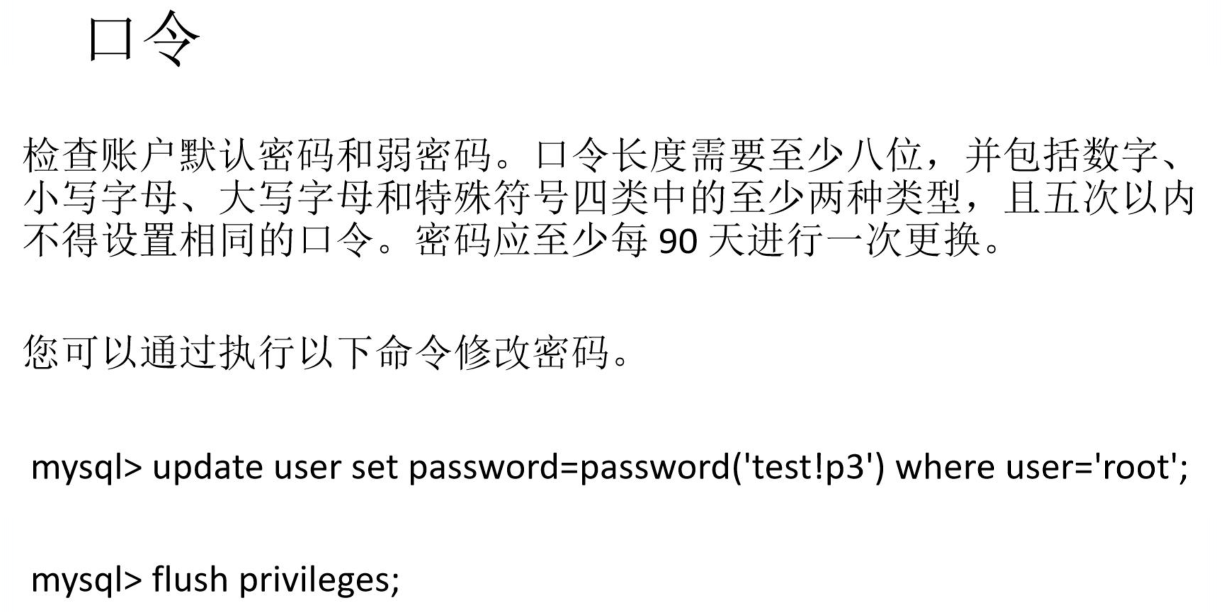 口令
检查账户默认密码和弱密码。口令长度需要至少八位，并包括数字、
小写字母、大写字母和特殊符号四类中的至少两种类型，且五次以内
不得设置相同的口令。密码应至少每 90 天进行一次更换。
您可以通过执行以下命令修改密码。
mysql> update user set password=password('test!p3') where user='root';
mysql> flush privileges;